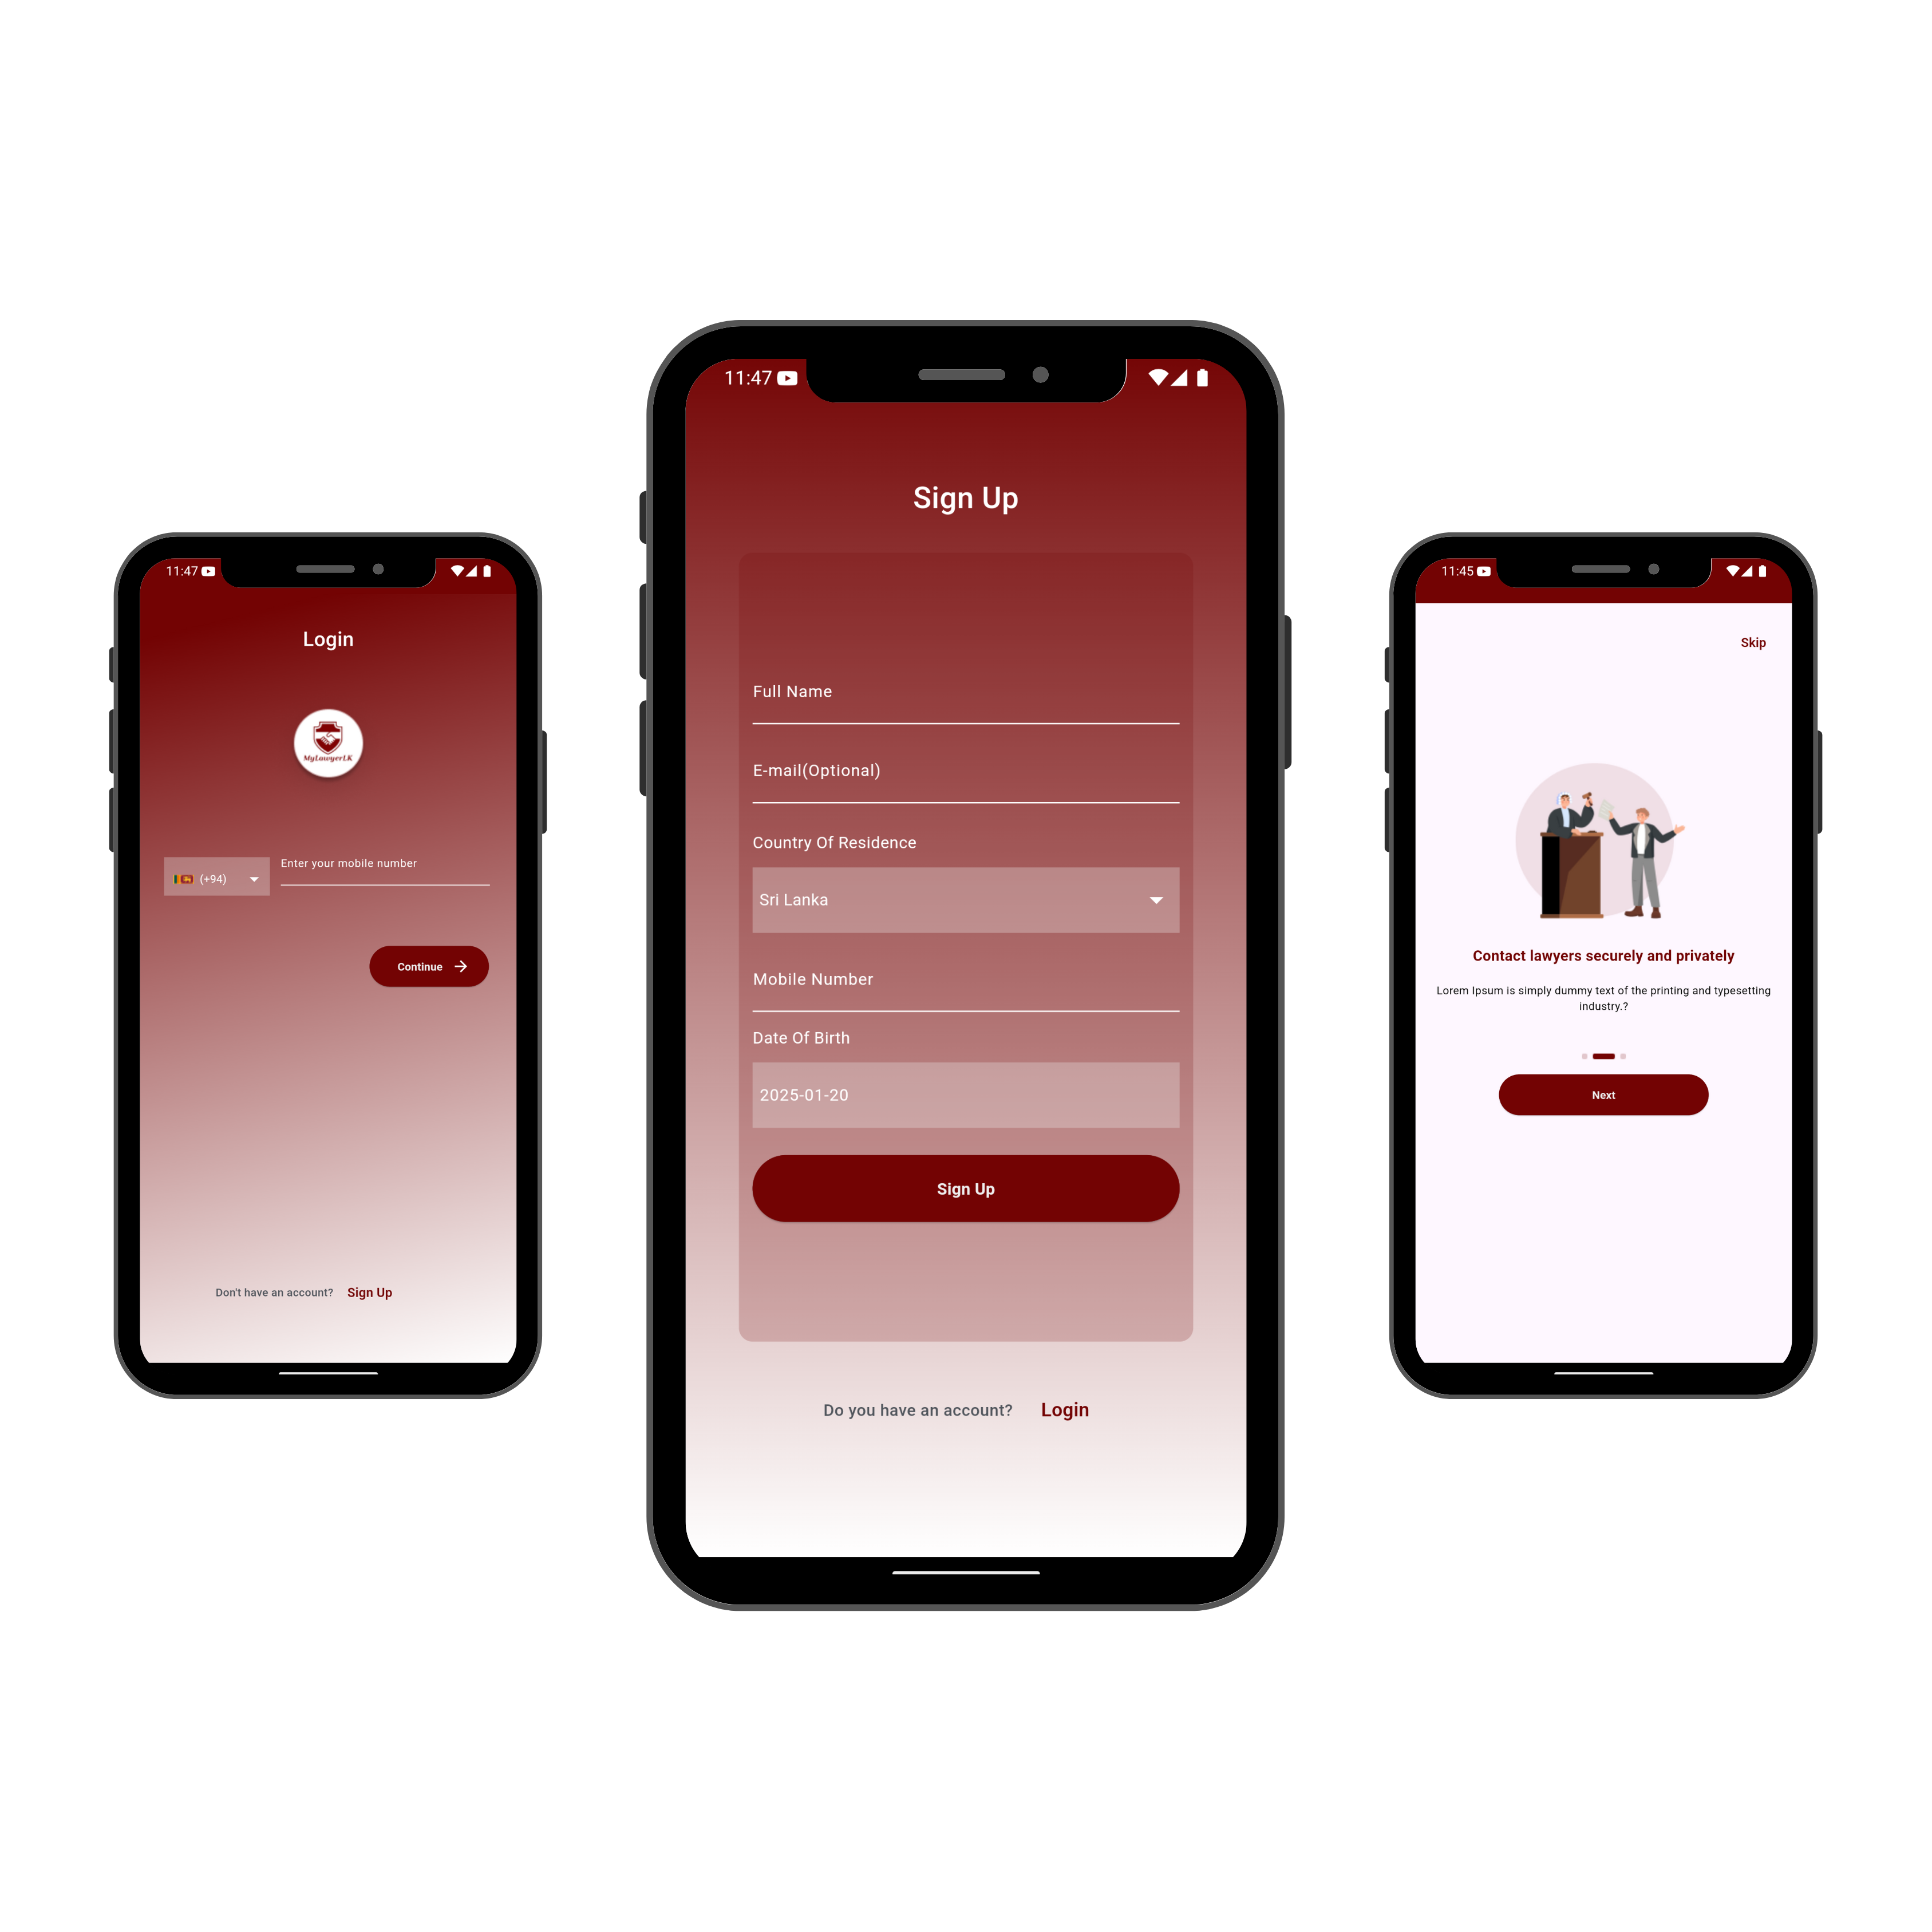 11:47
Login
MyLawyerLK
(+94)
Enter your mobile number
Continue
Don't have an account? Sign Up
11:47
Sign Up
Full Name
E-mail(Optional)
Country Of Residence
Sri Lanka
Mobile Number
Date Of Birth
2025-01-20
Sign Up
Do you have an account? Login
11:45
Skip
Contact lawyers securely and privately
Lorem Ipsum is simply dummy text of the printing and typesetting
industry.?
Next